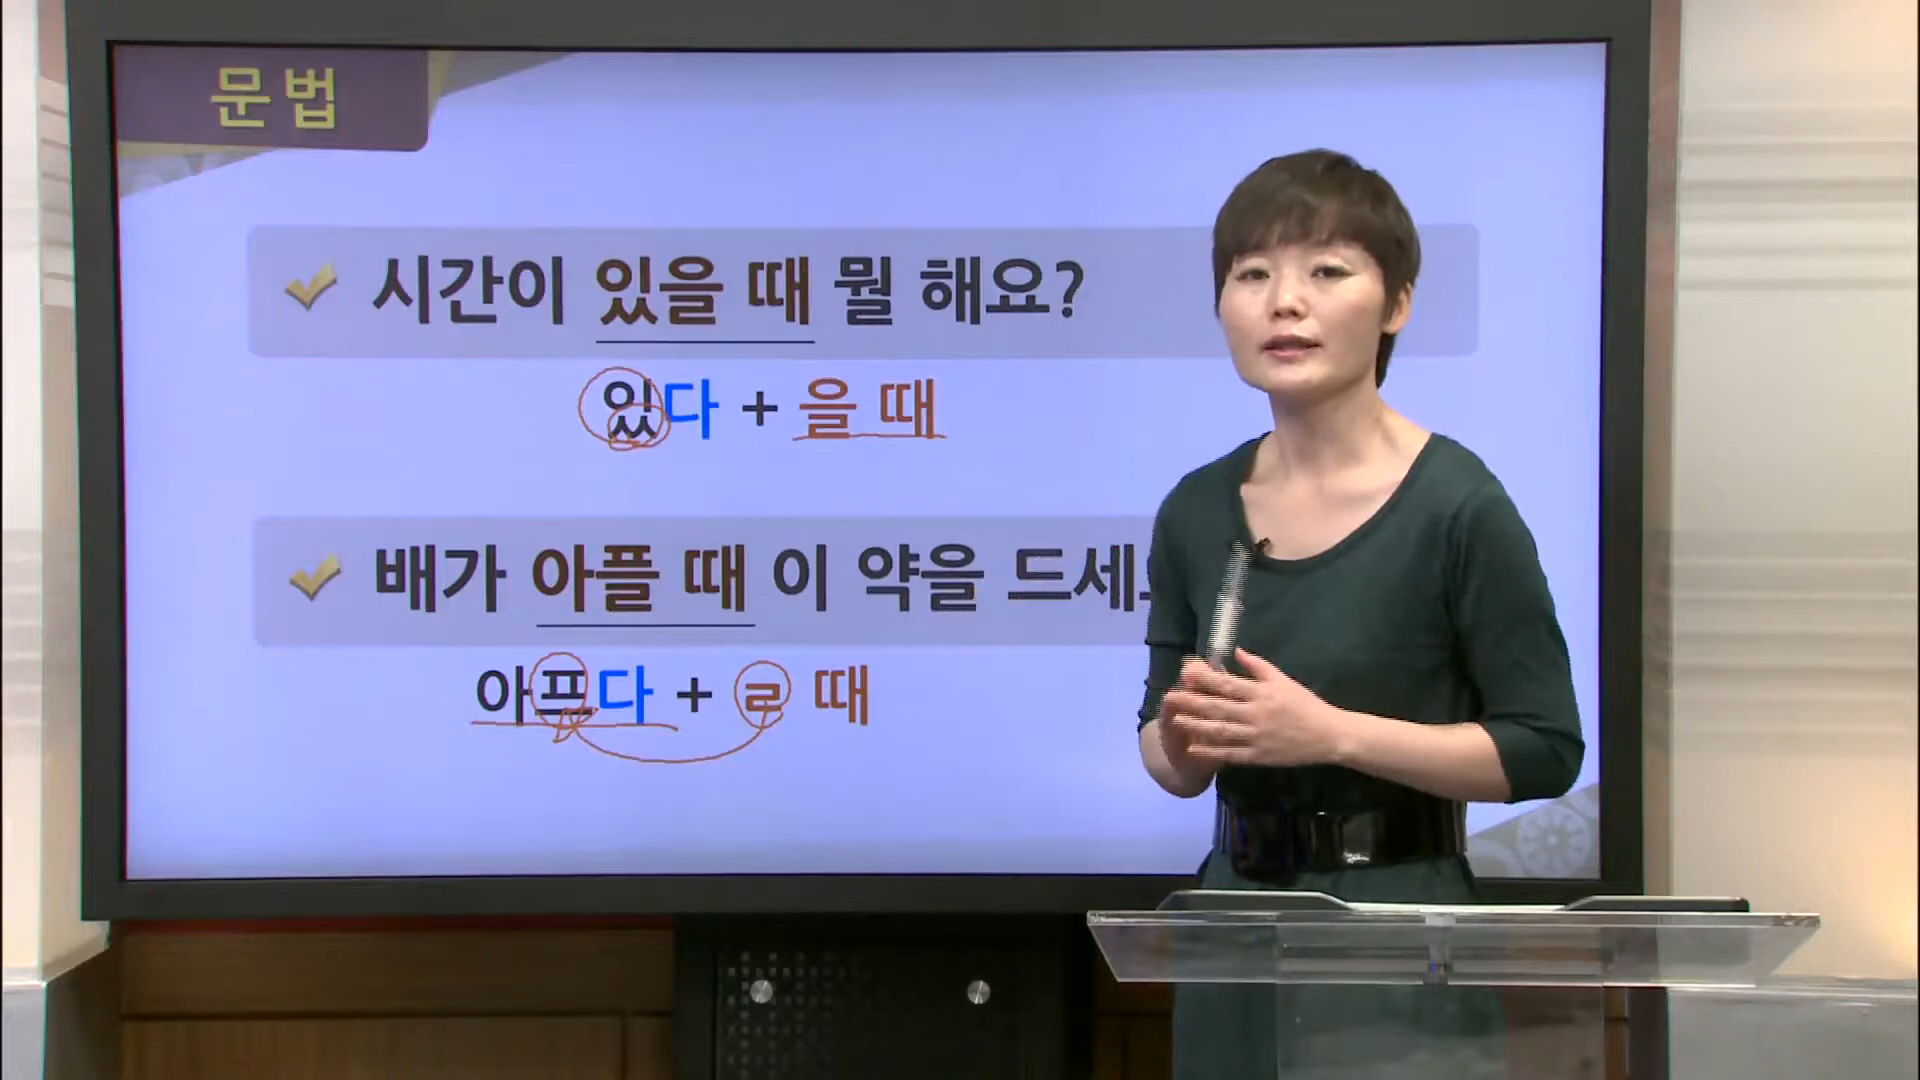 문법
시간이 있을 때 뭘 해요?
있다 + 을 때
배가 아플 때 이 약을 드세
아프다 + ㄹ 때